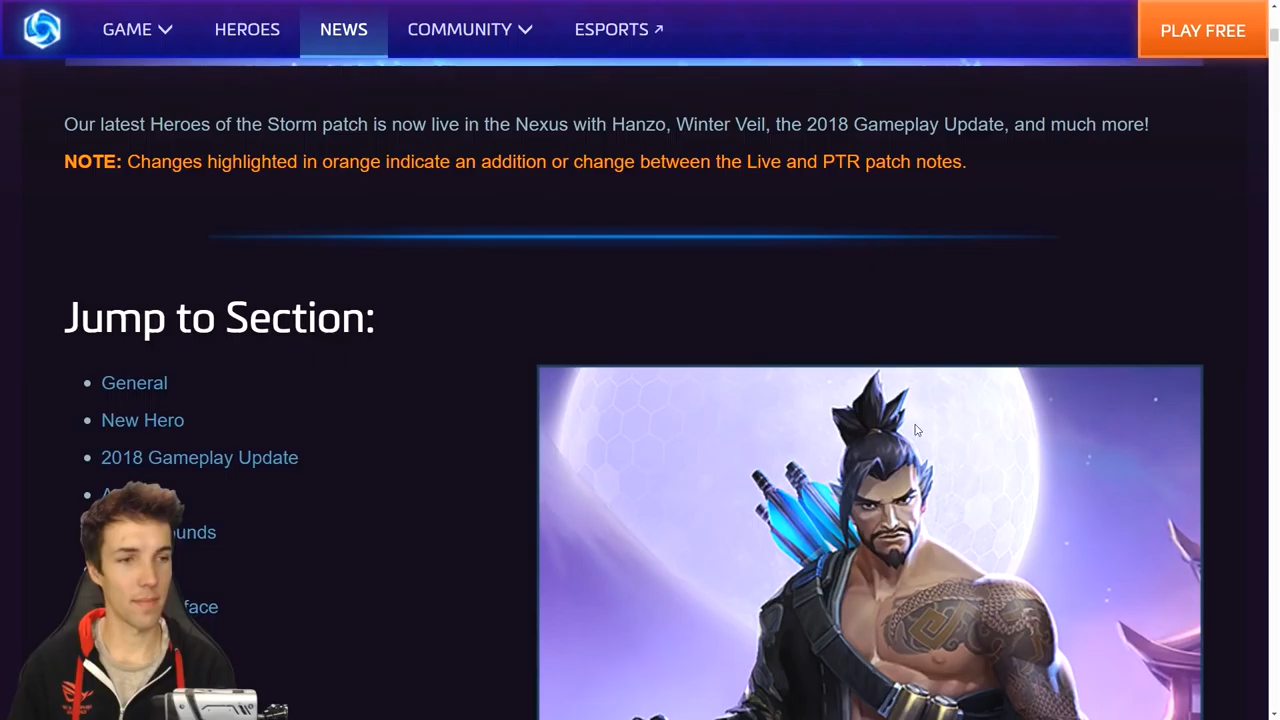 GAME
HEROES
NEWS
COMMUNITY
ESPORTS
PLAY FREE
Our latest Heroes of the Storm patch is now live in the Nexus with Hanzo, Winter Veil, the 2018 Gameplay Update, and much more!
NOTE: Changes highlighted in orange indicate an addition or change between the Live and PTR patch notes.
Jump to Section:
General
New Hero
2018 Gameplay Update